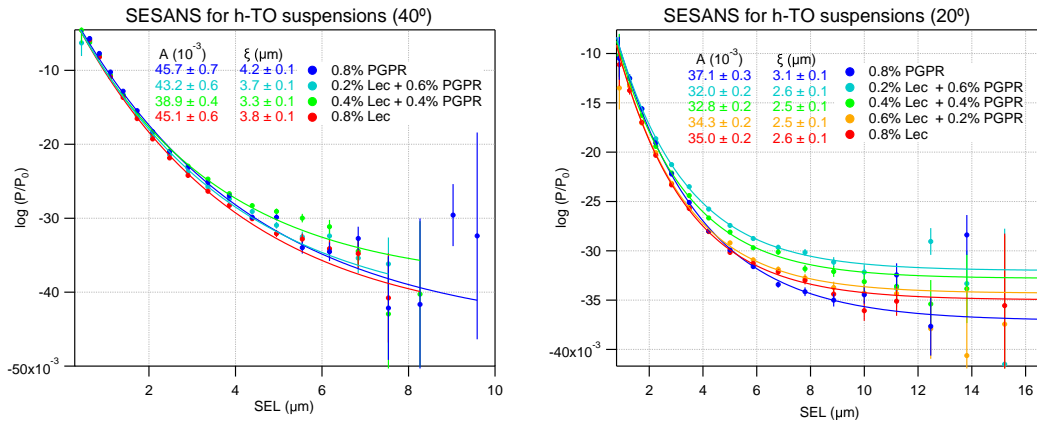 SESANS for h-TO suspensions (40º)
A (10⁻³) ξ (µm)
45.7 ± 0.7 4.2 ± 0.1 0.8% PGPR
43.2 ± 0.6 3.7 ± 0.1 0.2% Lec + 0.6% PGPR
38.9 ± 0.4 3.3 ± 0.1 0.4% Lec + 0.4% PGPR
45.1 ± 0.6 3.8 ± 0.1 0.8% Lec
log (P/P₀)
-10
-20
-30
-40
-50x10⁻³
2 4 6 8 10
SEL (µm)
SESANS for h-TO suspensions (20º)
A (10⁻³) ξ (µm)
37.1 ± 0.3 3.1 ± 0.1 0.8% PGPR
32.0 ± 0.2 2.6 ± 0.1 0.2% Lec + 0.6% PGPR
32.8 ± 0.2 2.5 ± 0.1 0.4% Lec + 0.4% PGPR
34.3 ± 0.2 2.5 ± 0.1 0.6% Lec + 0.2% PGPR
35.0 ± 0.2 2.6 ± 0.1 0.8% Lec
log (P/P₀)
-10
-15
-20
-25
-30
-35
-40x10⁻³
2 4 6 8 10 12 14 16
SEL (µm)